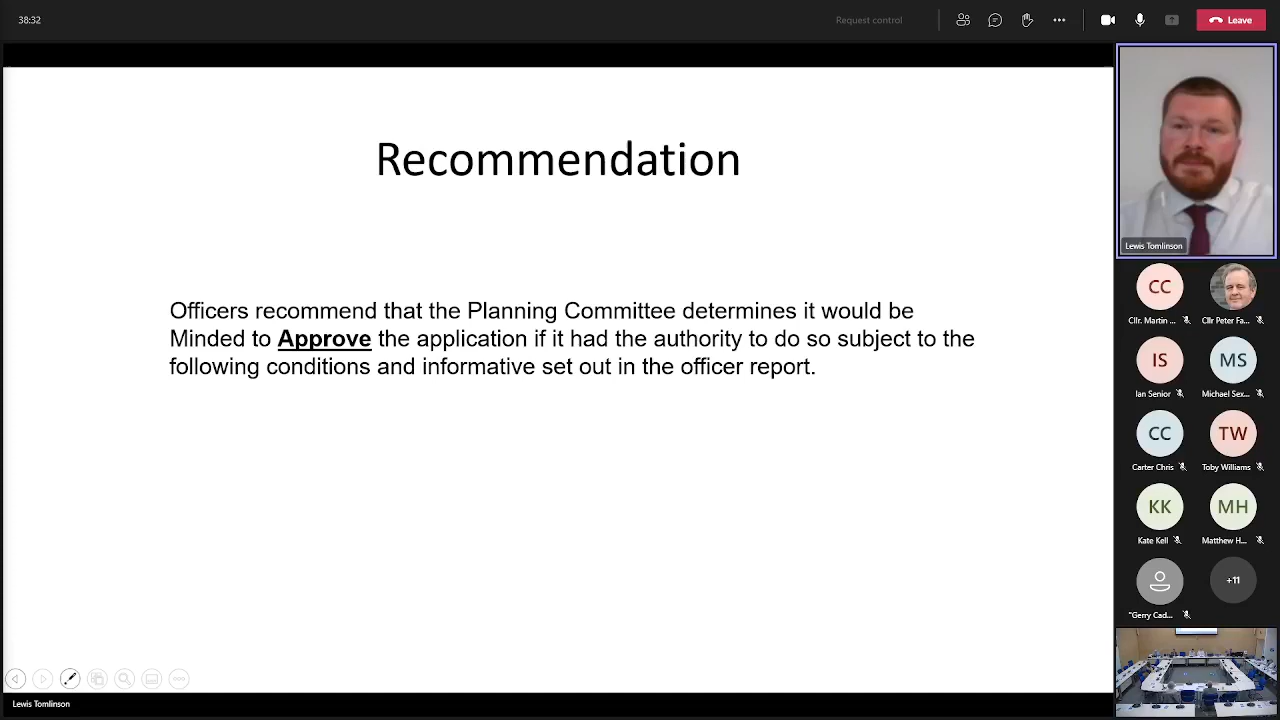 38:32
Request control
Leave
Recommendation
Officers recommend that the Planning Committee determines it would be
Minded to Approve the application if it had the authority to do so subject to the
following conditions and informative set out in the officer report.
Lewis Tomlinson
CC
Cllr. Martin ...
Cllr Peter Fa...
IS
Ian Senior
MS
Michael Sex...
CC
Carter Chris
TW
Toby Williams
KK
Kate Kell
MH
Matthew H...
"Gerry Cad...
+11
Lewis Tomlinson